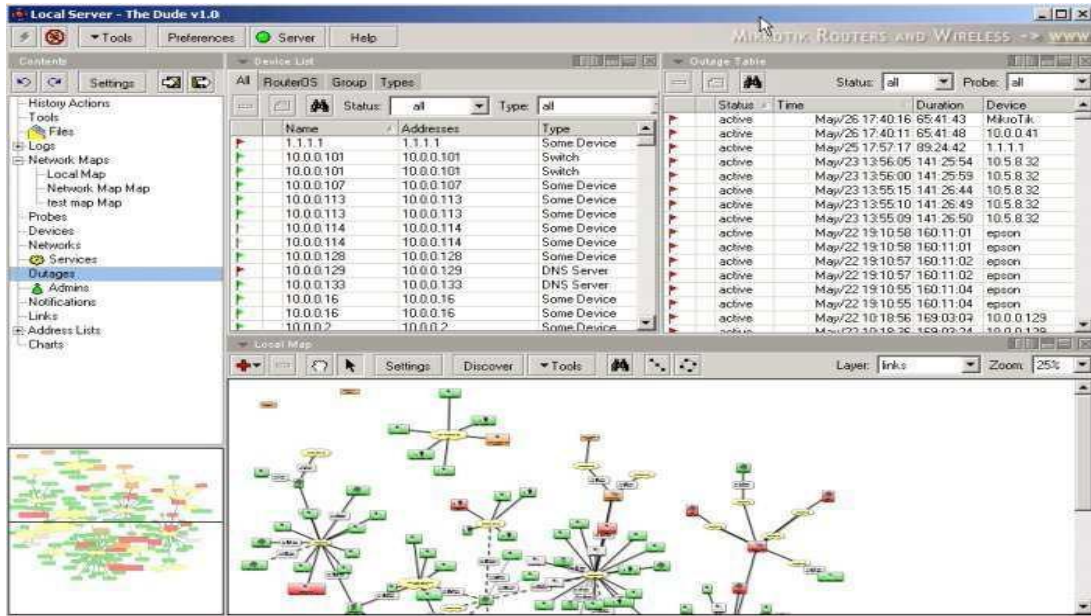 Local Server - The Dude v1.0
Tools Preferences Server Help
MIKROTIK ROUTERS AND WIRELESS -> WWW
Contents
Settings
History Actions
Tools
Files
Logs
Network Maps
Local Map
Network Map Map
test map Map
Probes
Devices
Networks
Services
Outages
Admins
Notifications
Links
Address Lists
Charts
Device List
All RouterOS Group Types
Status: all Type: all
Name Addresses Type
1.1.1.1 1.1.1.1 Some Device
10.0.0.101 10.0.0.101 Switch
10.0.0.101 10.0.0.101 Switch
10.0.0.107 10.0.0.107 Some Device
10.0.0.113 10.0.0.113 Some Device
10.0.0.113 10.0.0.113 Some Device
10.0.0.114 10.0.0.114 Some Device
10.0.0.114 10.0.0.114 Some Device
10.0.0.128 10.0.0.128 Some Device
10.0.0.129 10.0.0.129 DNS Server
10.0.0.133 10.0.0.133 DNS Server
10.0.0.16 10.0.0.16 Some Device
10.0.0.16 10.0.0.16 Some Device
10.0.0.2 10.0.0.2 Some Device
Outage Table
Status: all Probe: all
Status Time Duration Device
active May/26 17:40:16 65:41:43 MikroTik
active May/26 17:40:11 65:41:48 10.0.0.41
active May/25 17:57:17 89:24:42 1.1.1.1
active May/23 13:56:05 141:25:54 10.5.8.32
active May/23 13:56:00 141:25:59 10.5.8.32
active May/23 13:55:15 141:26:44 10.5.8.32
active May/23 13:55:10 141:26:49 10.5.8.32
active May/23 13:55:09 141:26:50 10.5.8.32
active May/22 19:10:58 160:11:01 epson
active May/22 19:10:58 160:11:01 epson
active May/22 19:10:57 160:11:02 epson
active May/22 19:10:57 160:11:02 epson
active May/22 19:10:55 160:11:04 epson
active May/22 19:10:55 160:11:04 epson
active May/22 10:18:56 169:03:03 10.0.0.129
active May/22 10:18:36 169:03:24 10.0.0.129
Local Map
Settings Discover Tools Layer: links Zoom: 25%